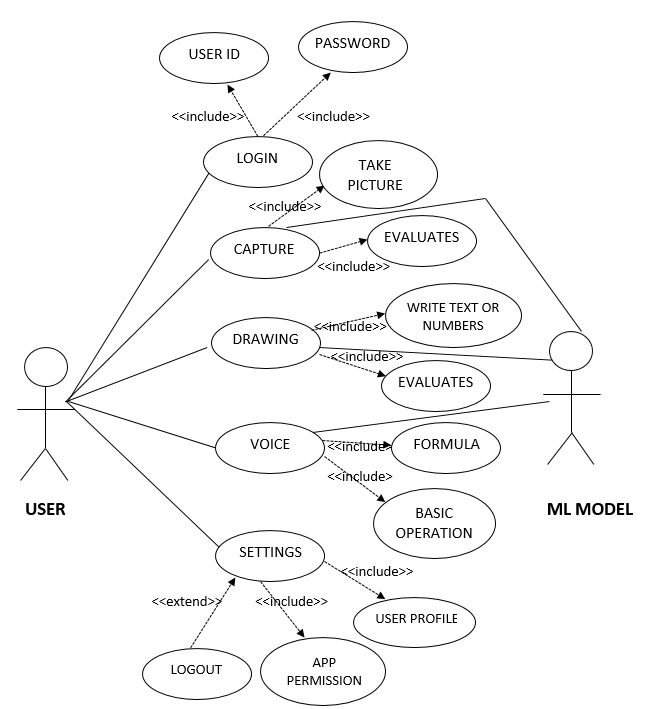 USER ID
PASSWORD
<<include>>
<<include>>
LOGIN
TAKE
PICTURE
<<include>>
CAPTURE
EVALUATES
<<include>>
WRITE TEXT OR
NUMBERS
<<include>>
DRAWING
<<include>>
EVALUATES
VOICE
<<include>
FORMULA
<<include>
BASIC
OPERATION
USER
ML MODEL
SETTINGS
<<include>>
<<extend>>
<<include>>
USER PROFILE
LOGOUT
APP
PERMISSION